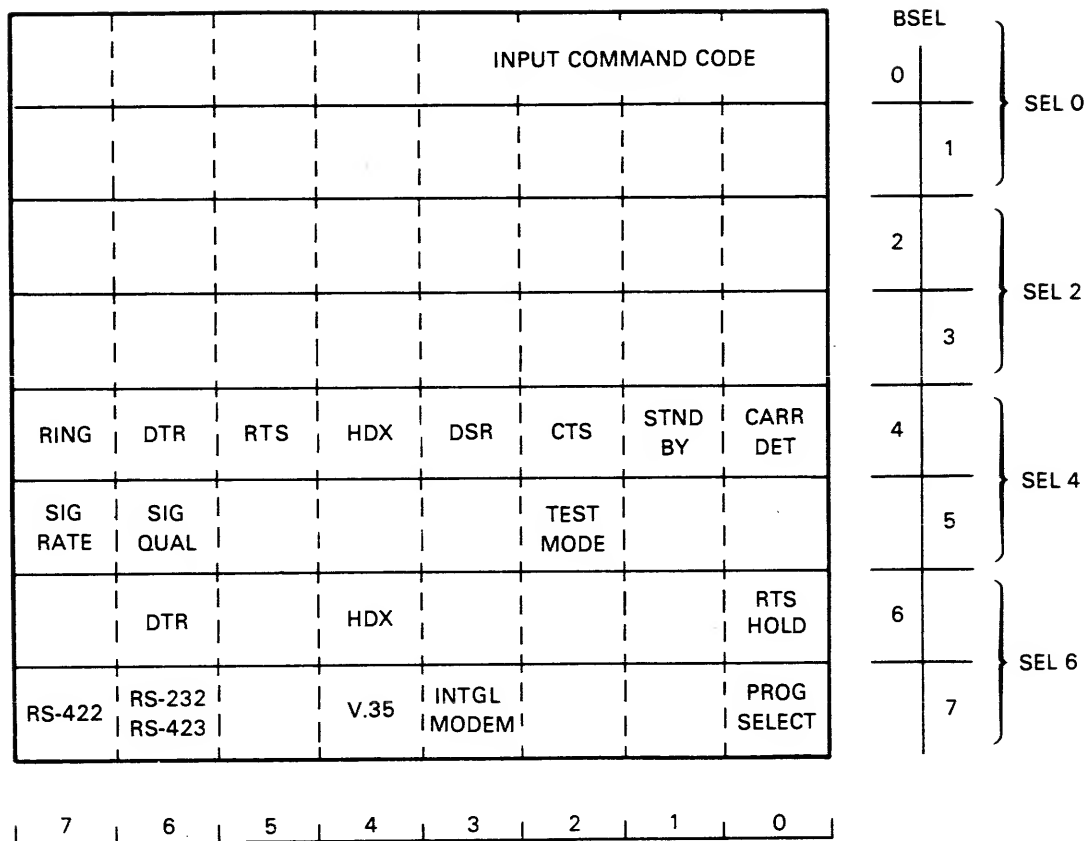 BSEL
INPUT COMMAND CODE
0
SEL 0
1
2
SEL 2
3
RING DTR RTS HDX DSR CTS STND BY CARR DET
4
SEL 4
SIG RATE SIG QUAL TEST MODE
5
DTR HDX RTS HOLD
6
SEL 6
RS-422 RS-232 RS-423 V.35 INTGL MODEM PROG SELECT
7
7 6 5 4 3 2 1 0